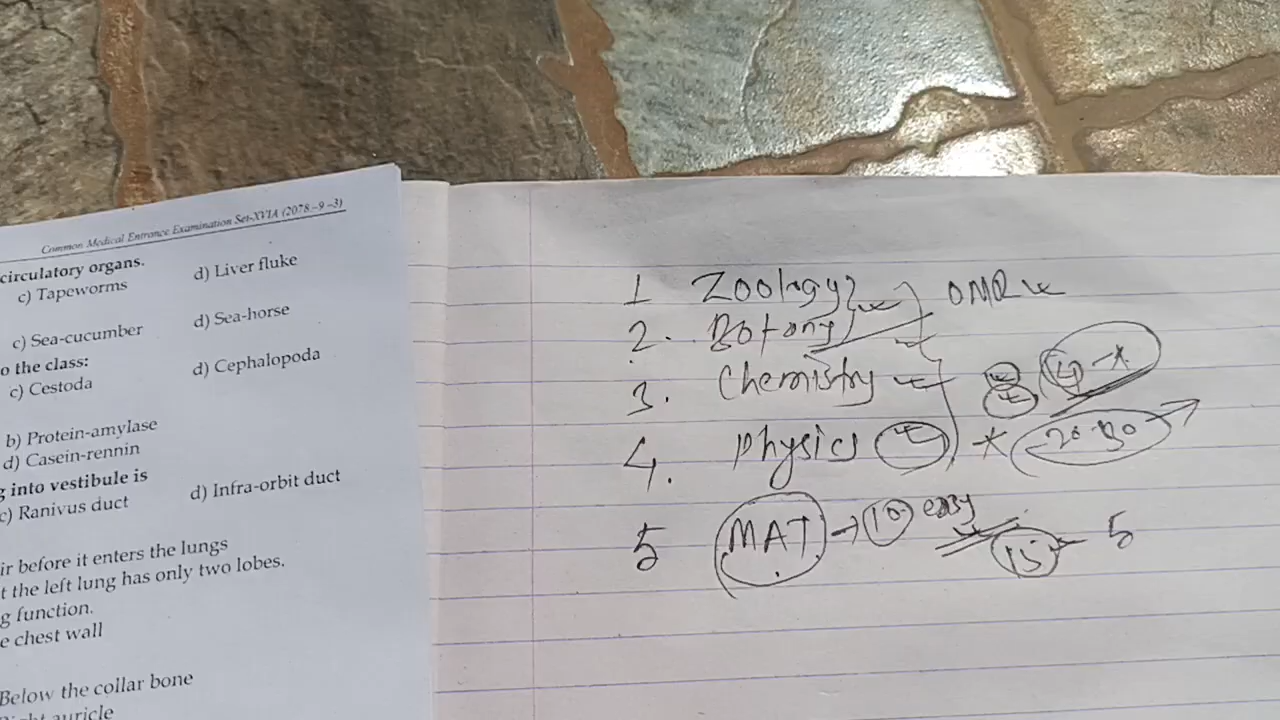 Common Medical Entrance Examination Set-XVIA (2078-9-3)
circulatory organs.
c) Tapeworms d) Liver fluke
c) Sea-cucumber d) Sea-horse
o the class:
c) Cestoda d) Cephalopoda
b) Protein-amylase
d) Casein-rennin
g into vestibule is
c) Ranivus duct d) Infra-orbit duct
ir before it enters the lungs
t the left lung has only two lobes.
g function.
e chest wall
Below the collar bone
auricle
1 Zoology OMR
2. Botany
3. Chemistry
4. Physics
5 MAT → 10 easy 15 5